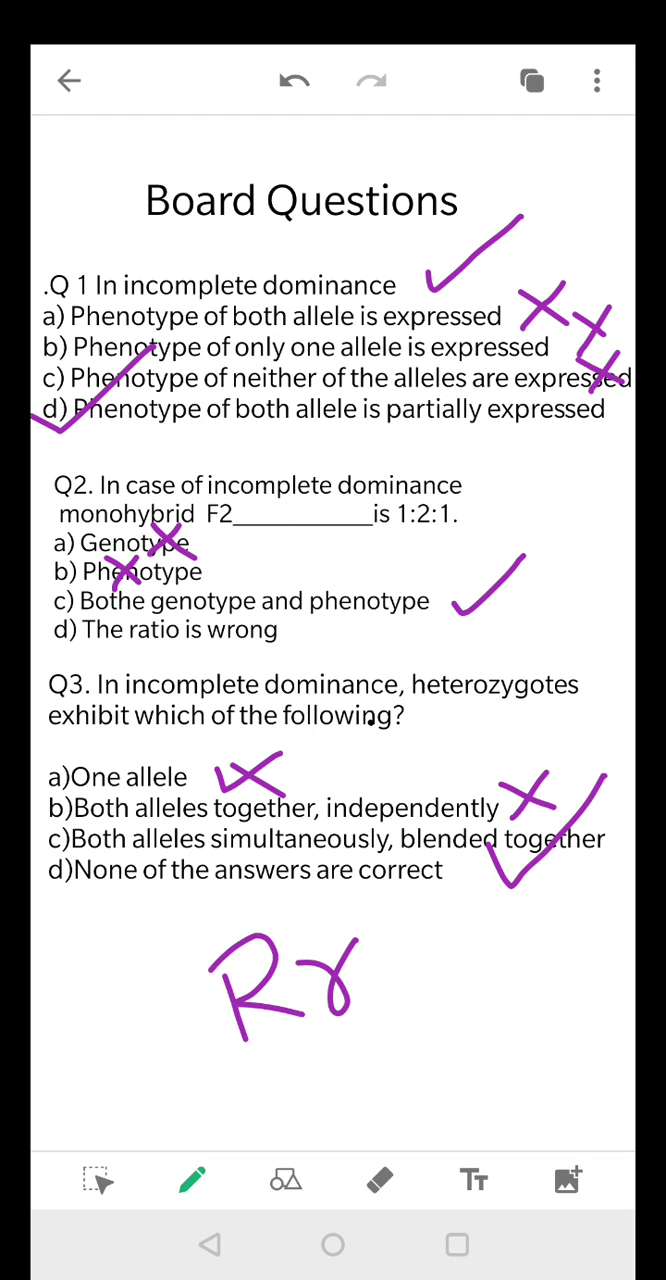 Board Questions
.Q 1 In incomplete dominance
a) Phenotype of both allele is expressed
b) Phenotype of only one allele is expressed
c) Phenotype of neither of the alleles are expressed
d) Phenotype of both allele is partially expressed
Q2. In case of incomplete dominance
monohybrid F2___________is 1:2:1.
a) Genotype
b) Phenotype
c) Bothe genotype and phenotype
d) The ratio is wrong
Q3. In incomplete dominance, heterozygotes
exhibit which of the following?
a)One allele
b)Both alleles together, independently
c)Both alleles simultaneously, blended together
d)None of the answers are correct
Rr
TT